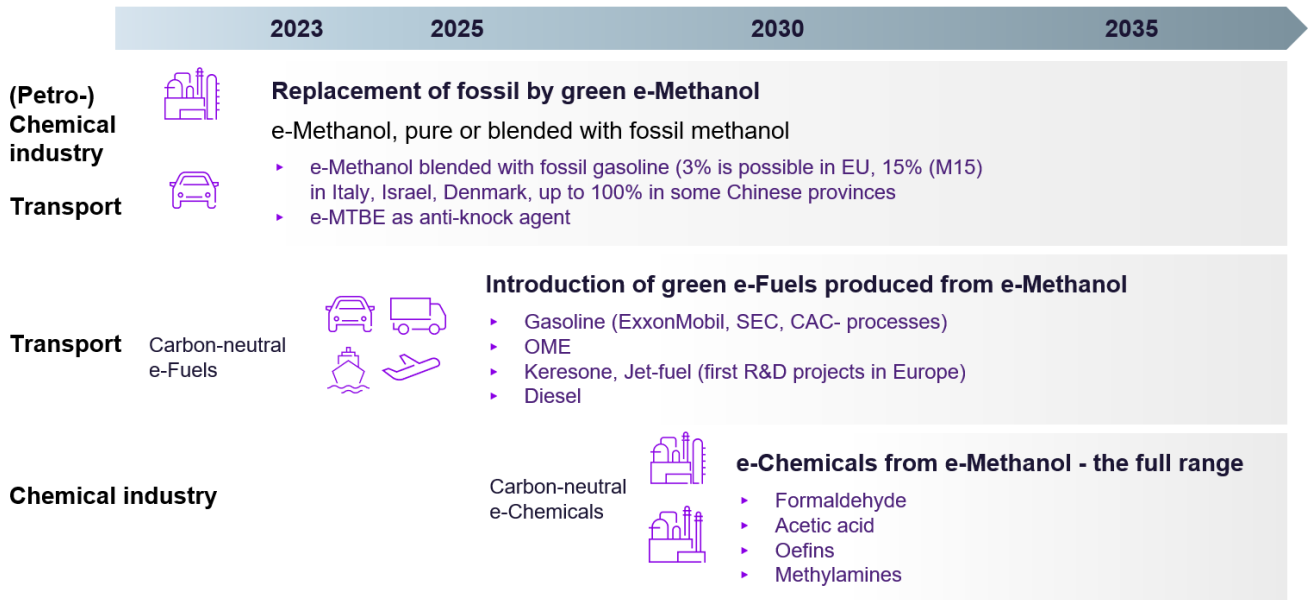 2023 2025 2030 2035
(Petro-)
Chemical
industry
Transport
Replacement of fossil by green e-Methanol
e-Methanol, pure or blended with fossil methanol
▸ e-Methanol blended with fossil gasoline (3% is possible in EU, 15% (M15)
in Italy, Israel, Denmark, up to 100% in some Chinese provinces
▸ e-MTBE as anti-knock agent
Transport
Carbon-neutral
e-Fuels
Introduction of green e-Fuels produced from e-Methanol
▸ Gasoline (ExxonMobil, SEC, CAC- processes)
▸ OME
▸ Keresone, Jet-fuel (first R&D projects in Europe)
▸ Diesel
Chemical industry
Carbon-neutral
e-Chemicals
e-Chemicals from e-Methanol - the full range
▸ Formaldehyde
▸ Acetic acid
▸ Oefins
▸ Methylamines